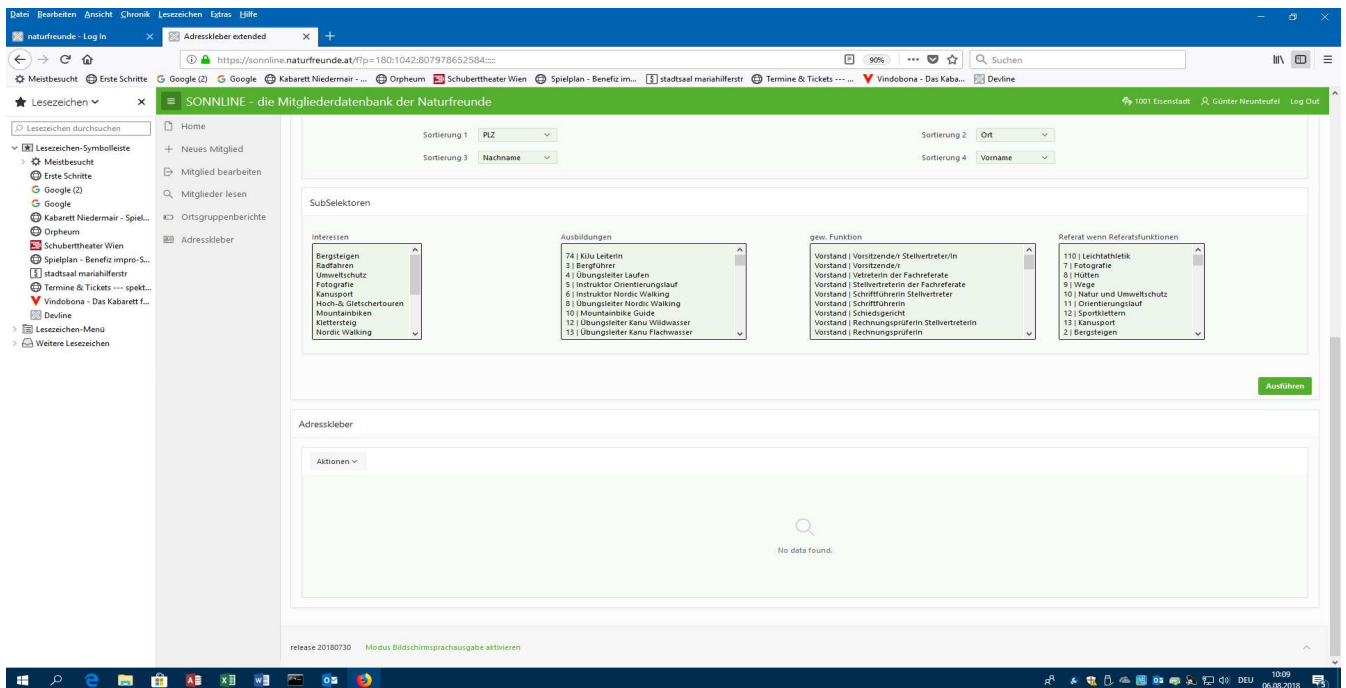 Datei Bearbeiten Ansicht Chronik Lesezeichen Extras Hilfe
naturfreunde - Log In
Adresskleber extended
https://sonnline.naturfreunde.at/f?p=180:1042:807978652584:::::
90%
Suchen
Meistbesucht Erste Schritte Google (2) Google Kabarett Niedermair - ... Orpheum Schuberttheater Wien Spielplan - Benefiz im... stadtsaal mariahilferstr Termine & Tickets --- ... Vindobona - Das Kaba... Devline
Lesezeichen
Lesezeichen durchsuchen
Lesezeichen-Symbolleiste
Meistbesucht
Erste Schritte
Google (2)
Google
Kabarett Niedermair - Spiel...
Orpheum
Schuberttheater Wien
Spielplan - Benefiz impro-S...
stadtsaal mariahilferstr
Termine & Tickets --- spekt...
Vindobona - Das Kabarett f...
Devline
Lesezeichen-Menü
Weitere Lesezeichen
SONNLINE - die Mitgliederdatenbank der Naturfreunde
1001 Eisenstadt Günter Neunteufel Log Out
Home
Neues Mitglied
Mitglied bearbeiten
Mitglieder lesen
Ortsgruppenberichte
Adresskleber
Sortierung 1 PLZ
Sortierung 2 Ort
Sortierung 3 Nachname
Sortierung 4 Vorname
SubSelektoren
Interessen
Bergsteigen
Radfahren
Umweltschutz
Fotografie
Kanusport
Hoch-& Gletschertouren
Mountainbiken
Klettersteig
Nordic Walking
Ausbildungen
74 | KiJu LeiterIn
3 | Bergführer
4 | Übungsleiter Laufen
5 | Instruktor Orientierungslauf
6 | Instruktor Nordic Walking
8 | Übungsleiter Nordic Walking
10 | Mountainbike Guide
12 | Übungsleiter Kanu Wildwasser
13 | Übungsleiter Kanu Flachwasser
gew. Funktion
Vorstand | Vorsitzende/r Stellvertreter/in
Vorstand | Vorsitzende/r
Vorstand | VetreterIn der Fachreferate
Vorstand | StellvertreterIn der Fachreferate
Vorstand | SchriftführerIn Stellvertreter
Vorstand | SchriftführerIn
Vorstand | Schiedsgericht
Vorstand | RechnungsprüferIn StellvertreterIn
Vorstand | RechnungsprüferIn
Referat wenn Referatsfunktionen
110 | Leichtathletik
7 | Fotografie
8 | Hütten
9 | Wege
10 | Natur und Umweltschutz
11 | Orientierungslauf
12 | Sportklettern
13 | Kanusport
2 | Bergsteigen
Ausführen
Adresskleber
Aktionen
No data found.
release 20180730 Modus Bildschirmsprachausgabe aktivieren
DEU
10:09
06.08.2018